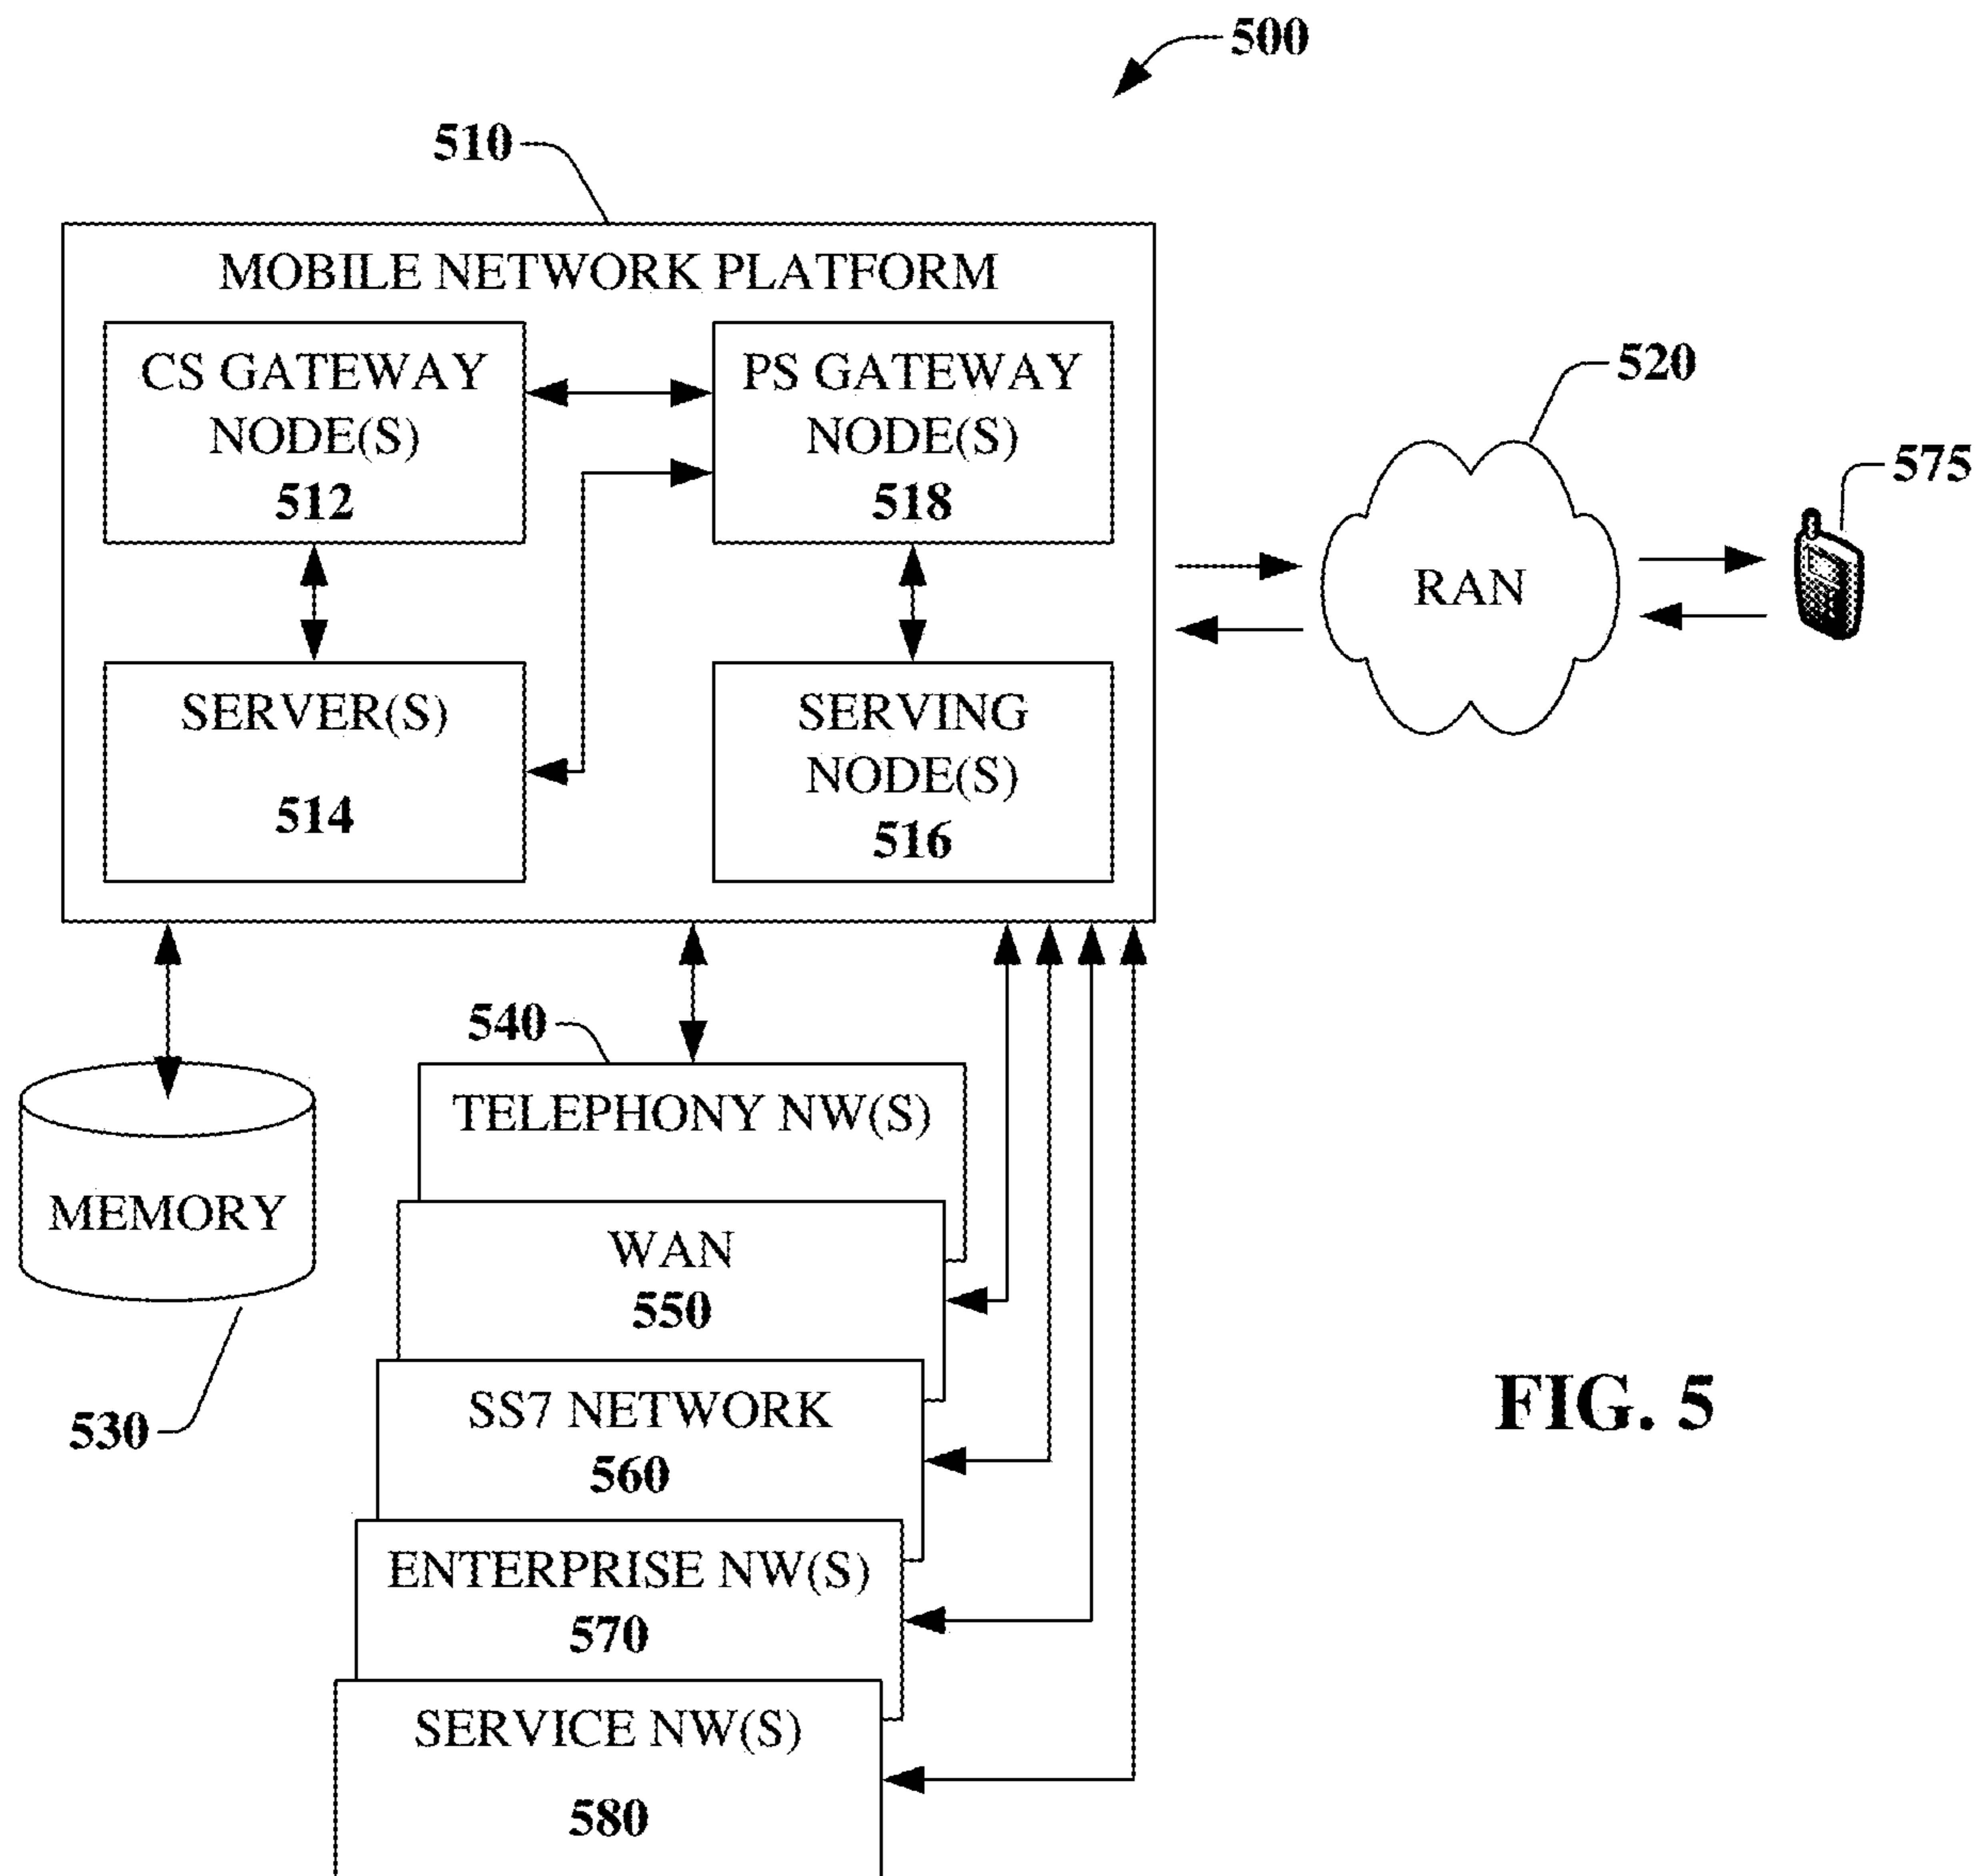 500
510
MOBILE NETWORK PLATFORM
CS GATEWAY
NODE(S)
512
PS GATEWAY
NODE(S)
518
SERVER(S)
514
SERVING
NODE(S)
516
520
RAN
575
540
TELEPHONY NW(S)
MEMORY
530
WAN
550
SS7 NETWORK
560
ENTERPRISE NW(S)
570
SERVICE NW(S)
580
FIG. 5